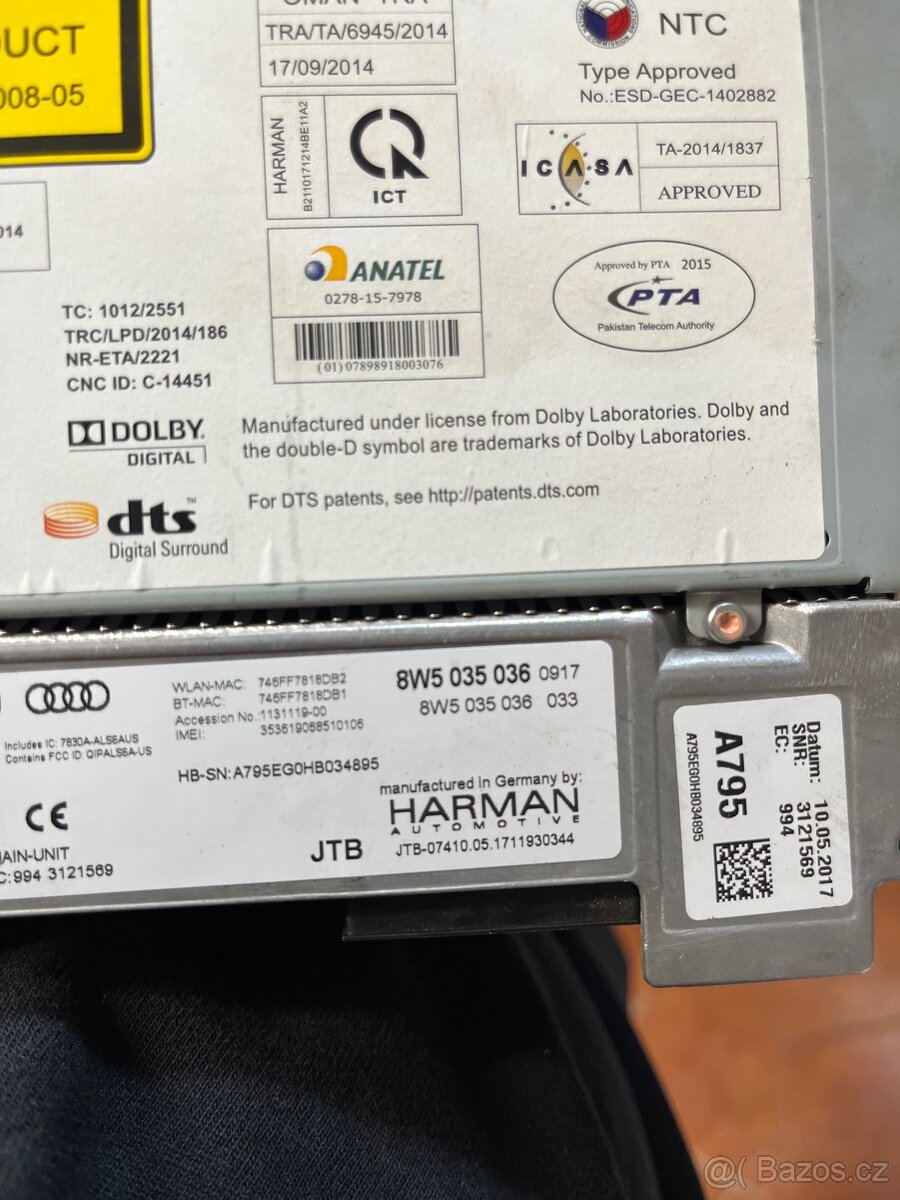 DUCT
008-05
OMAN - TRA
TRA/TA/6945/2014
17/09/2014
NTC
Type Approved
No.:ESD-GEC-1402882
HARMAN
B2110171214BE11A2
ICT
ICASA
TA-2014/1837
APPROVED
014
ANATEL
0278-15-7978
(01)07898918003076
Approved by PTA 2015
PTA
Pakistan Telecom Authority
TC: 1012/2551
TRC/LPD/2014/186
NR-ETA/2221
CNC ID: C-14451
DOLBY.
DIGITAL
Manufactured under license from Dolby Laboratories. Dolby and
the double-D symbol are trademarks of Dolby Laboratories.
dts™
Digital Surround
For DTS patents, see http://patents.dts.com
WLAN-MAC: 746FF7818DB2
BT-MAC: 746FF7818DB1
Accession No.:1131119-00
IMEI: 353619068510106
8W5 035 036 0917
8W5 035 036 033
Includes IC: 7830A-ALS6AUS
Contains FCC ID: QIPALS6A-US
HB-SN:A795EG0HB034895
CE
manufactured in Germany by:
HARMAN
AUTOMOTIVE
JTB
JTB-07410.05.1711930344
AIN-UNIT
C:994 3121569
Datum: 10.05.2017
SNR: 3121569
EC: 994
A795
A795EG0HB034895
@( Bazos.cz